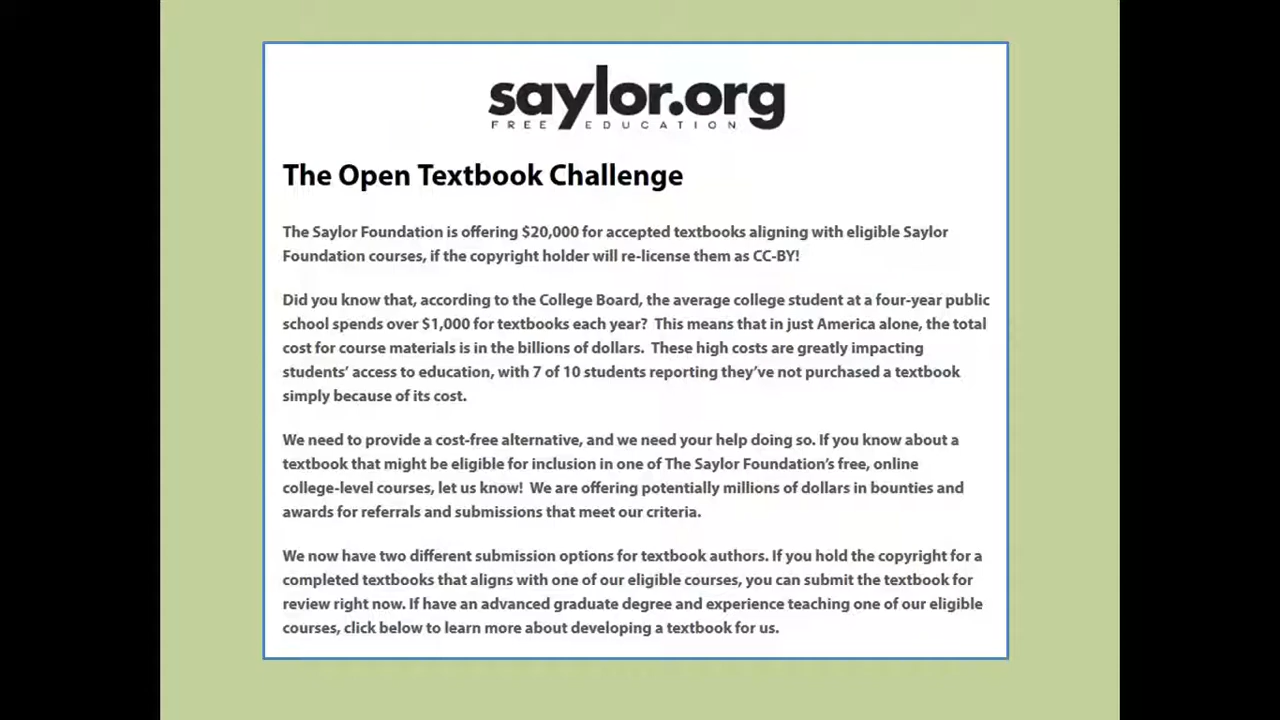 saylor.org
FREE EDUCATION
The Open Textbook Challenge
The Saylor Foundation is offering $20,000 for accepted textbooks aligning with eligible Saylor
Foundation courses, if the copyright holder will re-license them as CC-BY!
Did you know that, according to the College Board, the average college student at a four-year public
school spends over $1,000 for textbooks each year?  This means that in just America alone, the total
cost for course materials is in the billions of dollars.  These high costs are greatly impacting
students’ access to education, with 7 of 10 students reporting they’ve not purchased a textbook
simply because of its cost.
We need to provide a cost-free alternative, and we need your help doing so. If you know about a
textbook that might be eligible for inclusion in one of The Saylor Foundation’s free, online
college-level courses, let us know!  We are offering potentially millions of dollars in bounties and
awards for referrals and submissions that meet our criteria.
We now have two different submission options for textbook authors. If you hold the copyright for a
completed textbooks that aligns with one of our eligible courses, you can submit the textbook for
review right now. If have an advanced graduate degree and experience teaching one of our eligible
courses, click below to learn more about developing a textbook for us.